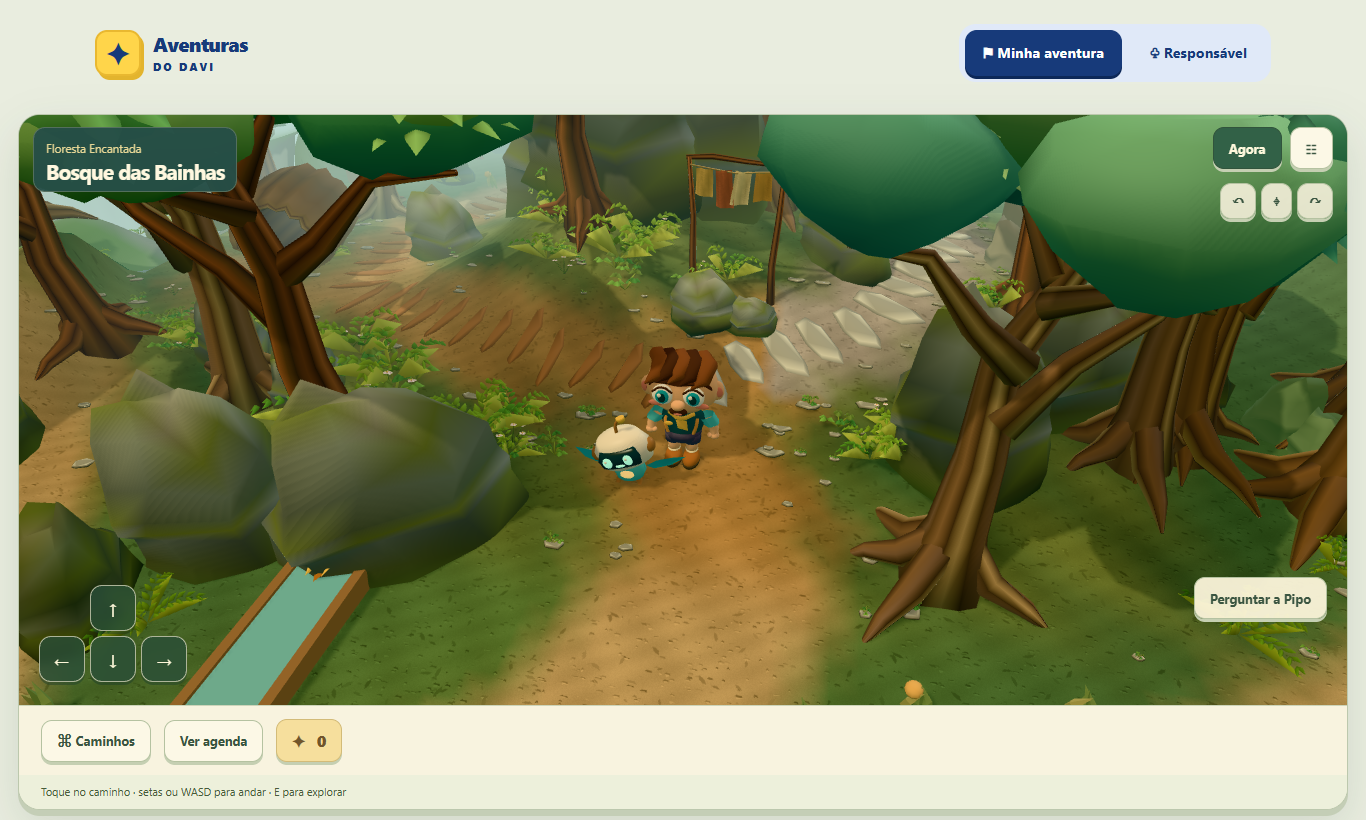 Aventuras
DO DAVI
Minha aventura
Responsável
Floresta Encantada
Bosque das Bainhas
Agora
Perguntar a Pipo
⌘ Caminhos
Ver agenda
✦ 0
Toque no caminho · setas ou WASD para andar · E para explorar